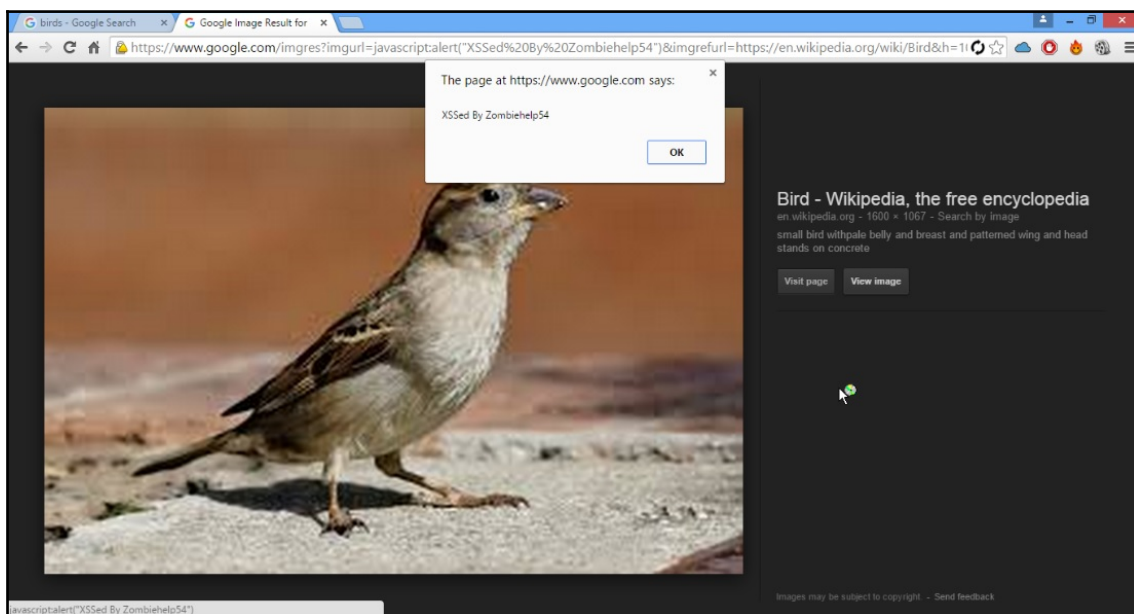 birds - Google Search
Google Image Result for
https://www.google.com/imgres?imgurl=javascript:alert("XSSed%20By%20Zombiehelp54")&imgrefurl=https://en.wikipedia.org/wiki/Bird&h=1
The page at https://www.google.com says:
XSSed By Zombiehelp54
OK
Bird - Wikipedia, the free encyclopedia
en.wikipedia.org - 1600 × 1067 - Search by image
small bird withpale belly and breast and patterned wing and head
stands on concrete
Visit page View image
Images may be subject to copyright. - Send feedback
javascript:alert("XSSed By Zombiehelp54")